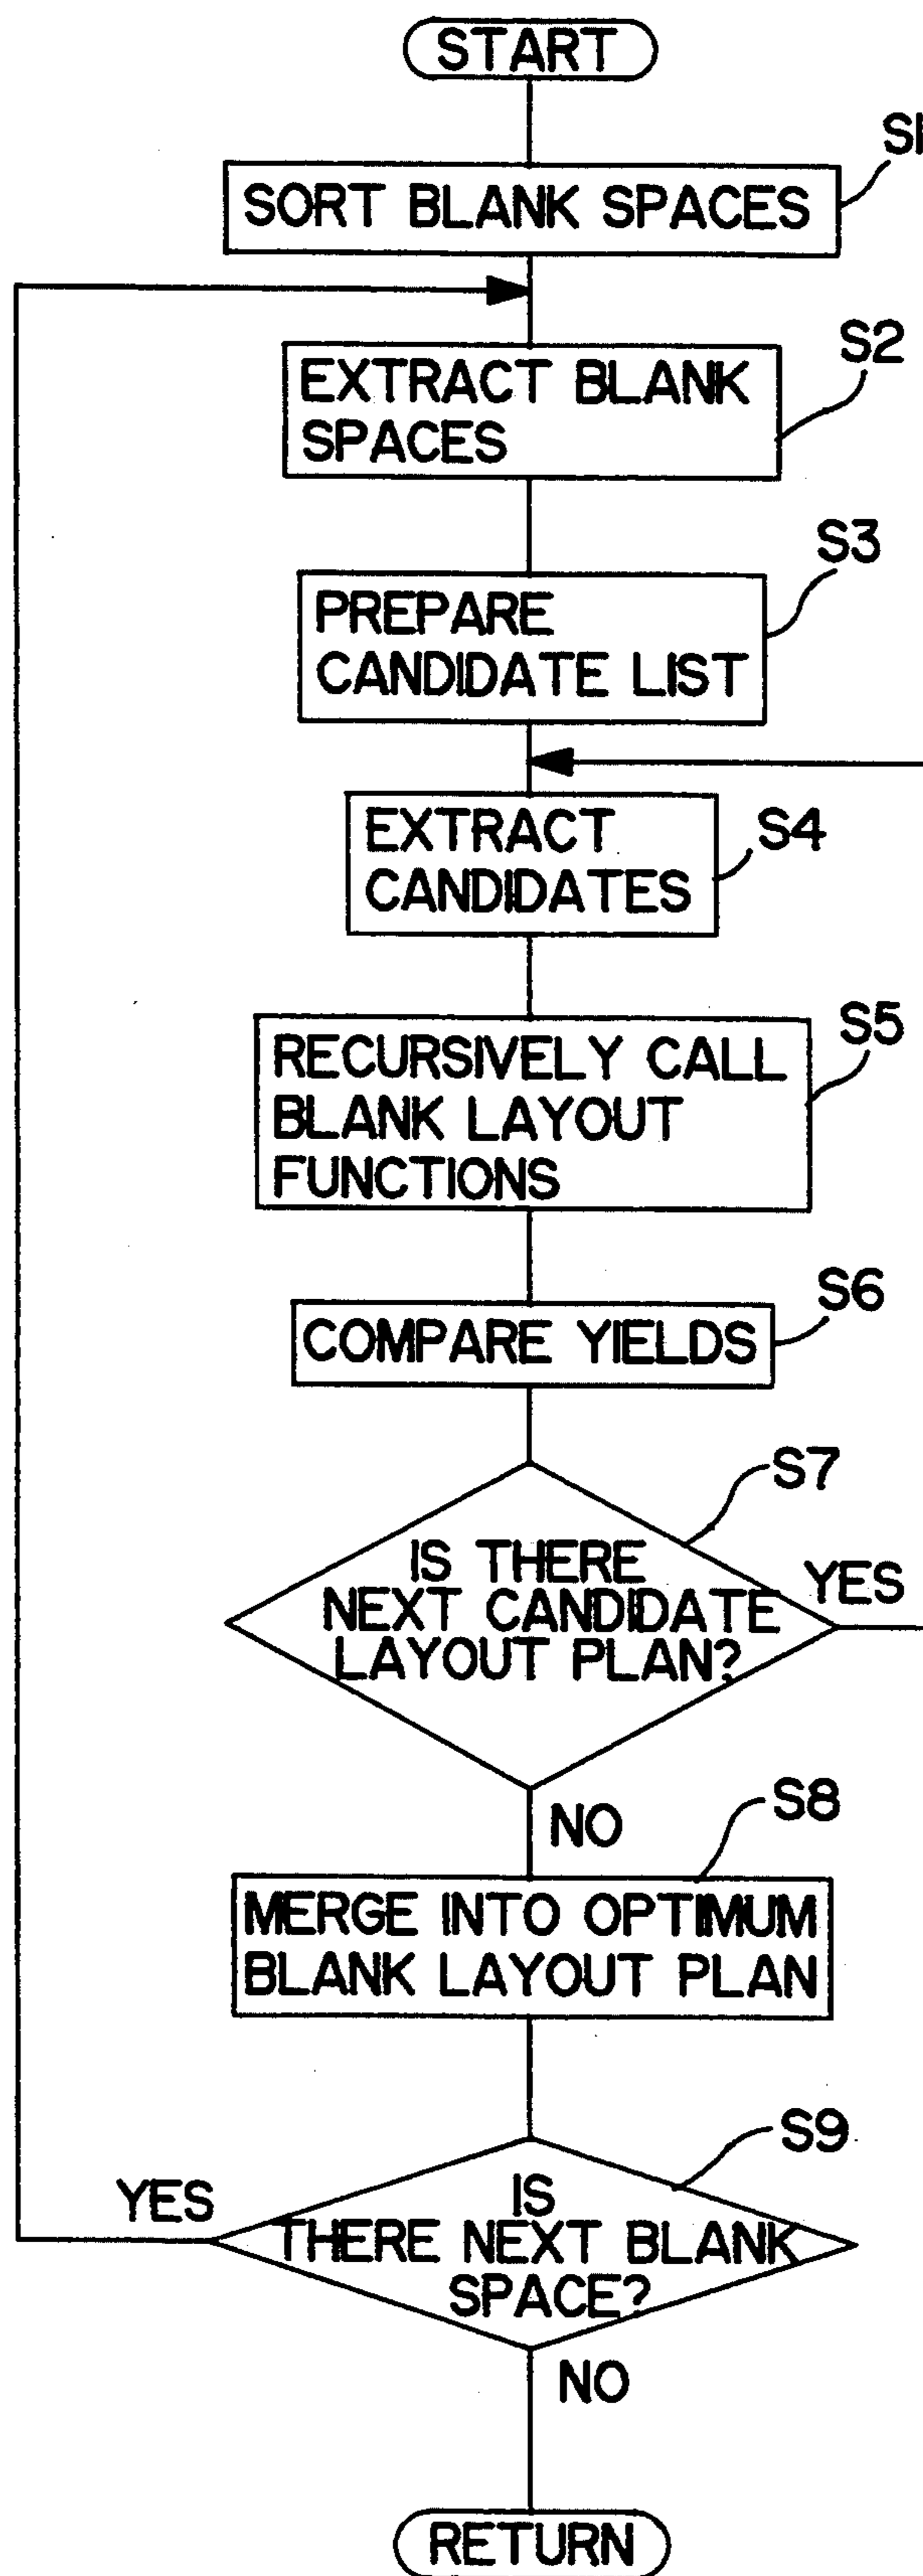 START
SORT BLANK SPACES
EXTRACT BLANK
SPACES
S2
PREPARE
CANDIDATE LIST
S3
EXTRACT
CANDIDATES
S4
RECURSIVELY CALL
BLANK LAYOUT
FUNCTIONS
S5
COMPARE YIELDS
S6
S7
IS THERE
NEXT CANDIDATE
LAYOUT PLAN?
YES
NO
S8
MERGE INTO OPTIMUM
BLANK LAYOUT PLAN
S9
YES
IS
THERE NEXT BLANK
SPACE?
NO
RETURN